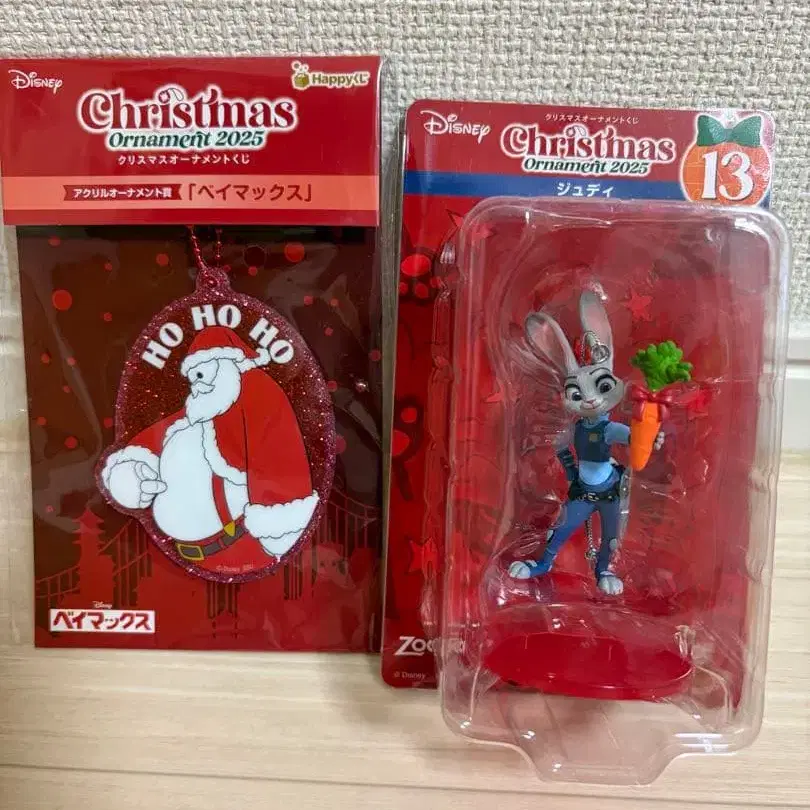 Disney
Happyくじ
Christmas
Ornament 2025
クリスマスオーナメントくじ
アクリルオーナメント賞 「ベイマックス」
HO HO HO
Disney
ベイマックス
Disney
クリスマスオーナメントくじ
Christmas
Ornament 2025
13
ジュディ
© Disney